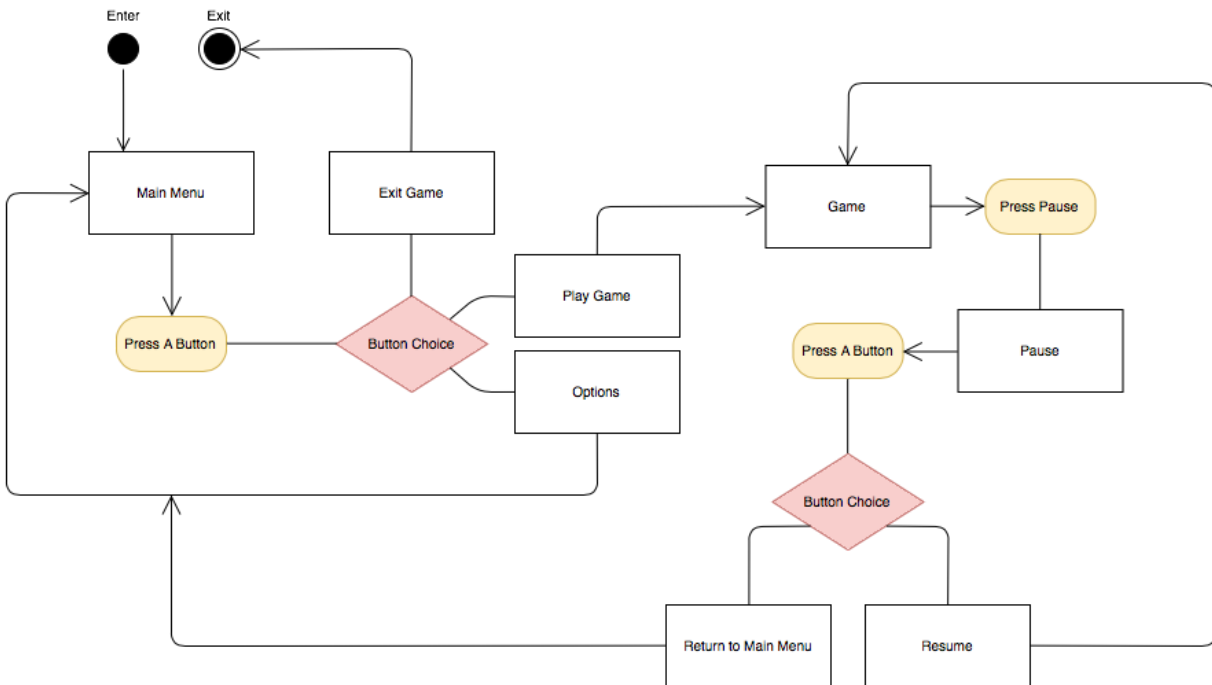 Enter
Exit
Main Menu
Exit Game
Game
Press Pause
Play Game
Press A Button
Button Choice
Options
Press A Button
Pause
Button Choice
Return to Main Menu
Resume